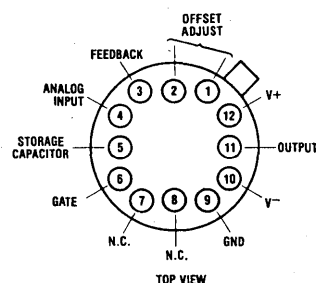 OFFSET
ADJUST
FEEDBACK
3
2
1
ANALOG
INPUT
V+
4
12
STORAGE
CAPACITOR
5
11
OUTPUT
6
10
GATE
7
8
9
V−
N.C.
N.C.
GND
TOP VIEW